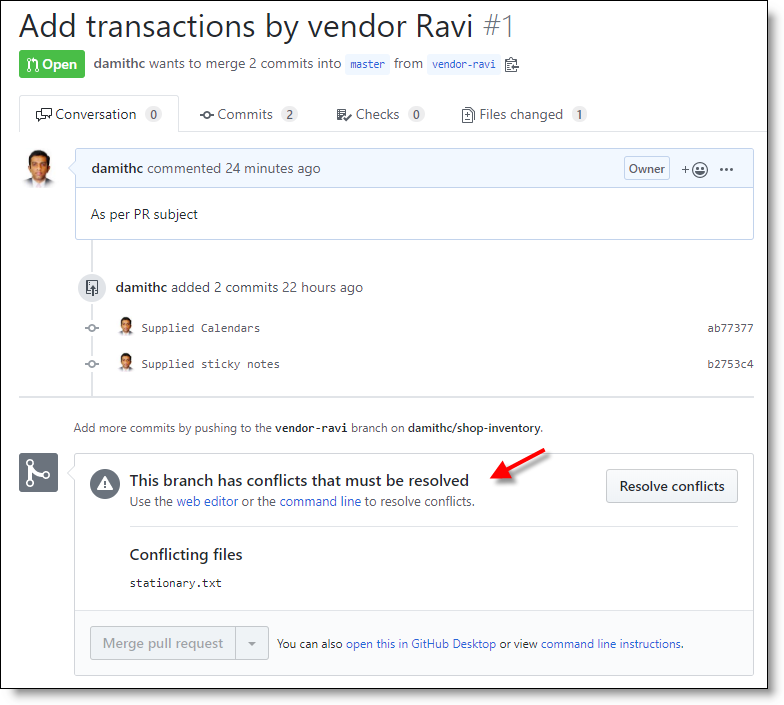 Add transactions by vendor Ravi #1
Open damithc wants to merge 2 commits into master from vendor-ravi
Conversation 0 Commits 2 Checks 0 Files changed 1
damithc commented 24 minutes ago Owner
As per PR subject
damithc added 2 commits 22 hours ago
Supplied Calendars ab77377
Supplied sticky notes b2753c4
Add more commits by pushing to the vendor-ravi branch on damithc/shop-inventory.
This branch has conflicts that must be resolved
Use the web editor or the command line to resolve conflicts.
Resolve conflicts
Conflicting files
stationary.txt
Merge pull request You can also open this in GitHub Desktop or view command line instructions.